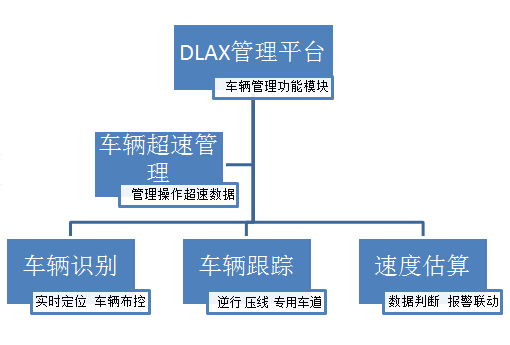 DLAX管理平台
车辆管理功能模块
车辆超速管
理
管理操作超速数据
车辆识别
实时定位 车辆布控
车辆跟踪
逆行 压线 专用车道
速度估算
数据判断 报警联动